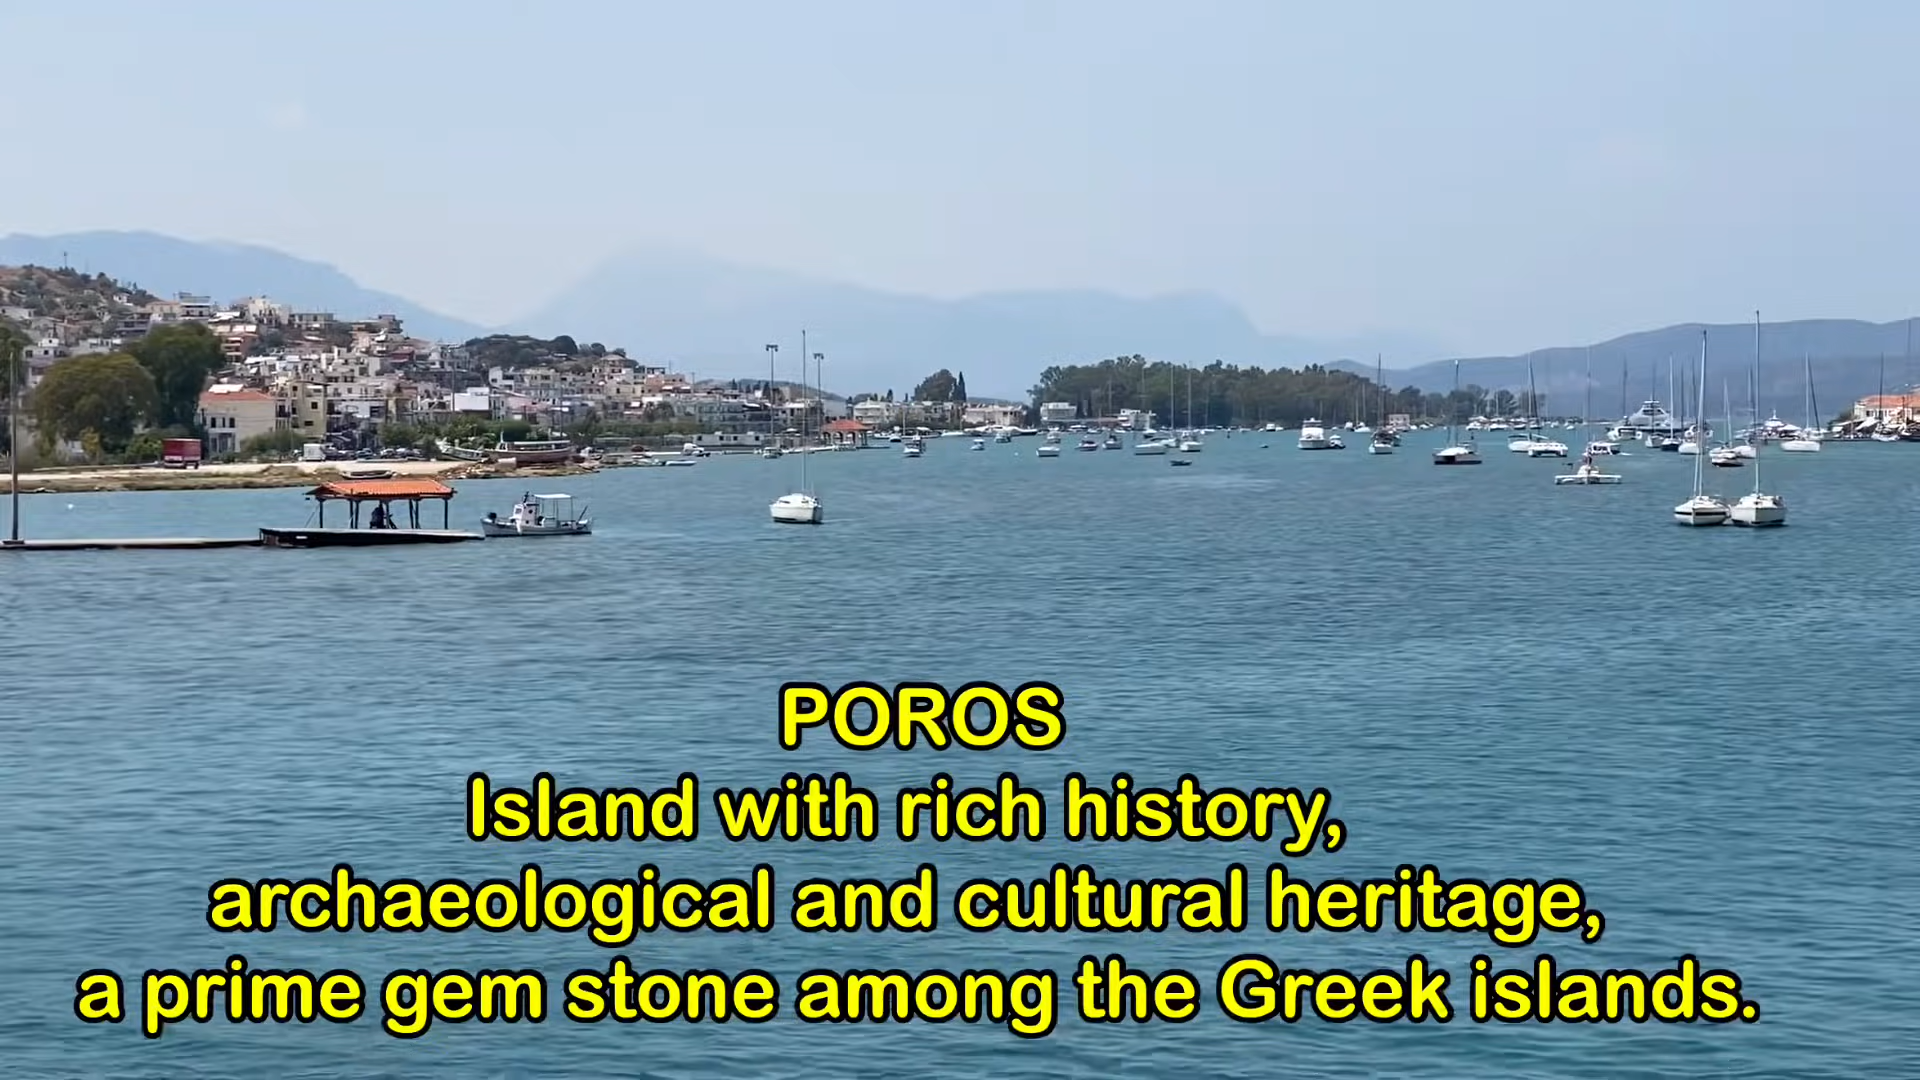 POROS
Island with rich history,
archaeological and cultural heritage,
a prime gem stone among the Greek islands.